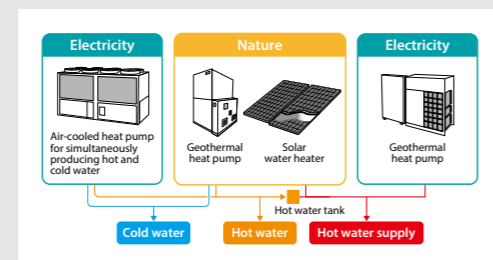 Electricity
Nature
Electricity
Air-cooled heat pump
for simultaneously
producing hot and
cold water
Geothermal
heat pump
Solar
water heater
Geothermal
heat pump
Hot water tank
Cold water
Hot water
Hot water supply